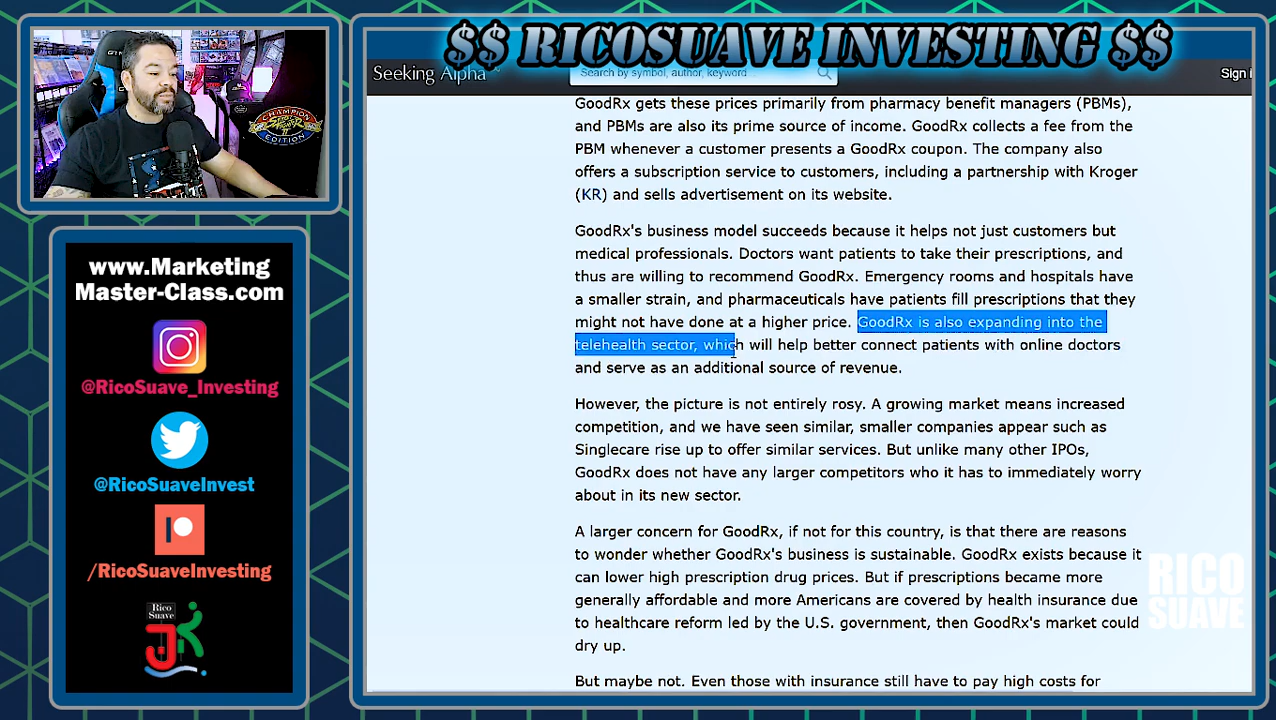 $$ RICOSUAVE INVESTING $$
Seeking Alpha
Search by symbol, author, keyword...
Sign i
CHAMPION
EDITION
www.Marketing
Master-Class.com
@RicoSuave_Investing
@RicoSuaveInvest
/RicoSuaveInvesting
Rico
Suave
JK
GoodRx gets these prices primarily from pharmacy benefit managers (PBMs),
and PBMs are also its prime source of income. GoodRx collects a fee from the
PBM whenever a customer presents a GoodRx coupon. The company also
offers a subscription service to customers, including a partnership with Kroger
(KR) and sells advertisement on its website.
GoodRx's business model succeeds because it helps not just customers but
medical professionals. Doctors want patients to take their prescriptions, and
thus are willing to recommend GoodRx. Emergency rooms and hospitals have
a smaller strain, and pharmaceuticals have patients fill prescriptions that they
might not have done at a higher price. GoodRx is also expanding into the
telehealth sector, which will help better connect patients with online doctors
and serve as an additional source of revenue.
However, the picture is not entirely rosy. A growing market means increased
competition, and we have seen similar, smaller companies appear such as
Singlecare rise up to offer similar services. But unlike many other IPOs,
GoodRx does not have any larger competitors who it has to immediately worry
about in its new sector.
A larger concern for GoodRx, if not for this country, is that there are reasons
to wonder whether GoodRx's business is sustainable. GoodRx exists because it
can lower high prescription drug prices. But if prescriptions became more
generally affordable and more Americans are covered by health insurance due
to healthcare reform led by the U.S. government, then GoodRx's market could
dry up.
But maybe not. Even those with insurance still have to pay high costs for
RICO
SUAVE